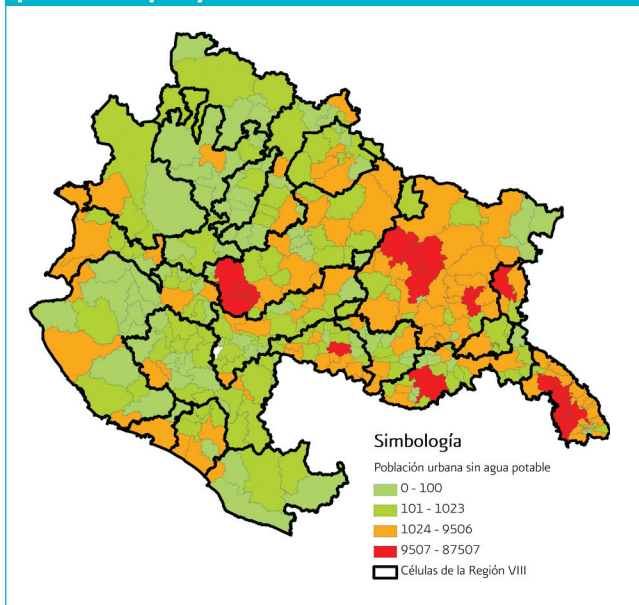 Simbología
Población urbana sin agua potable
0 - 100
101 - 1023
1024 - 9506
9507 - 87507
Células de la Región VIII